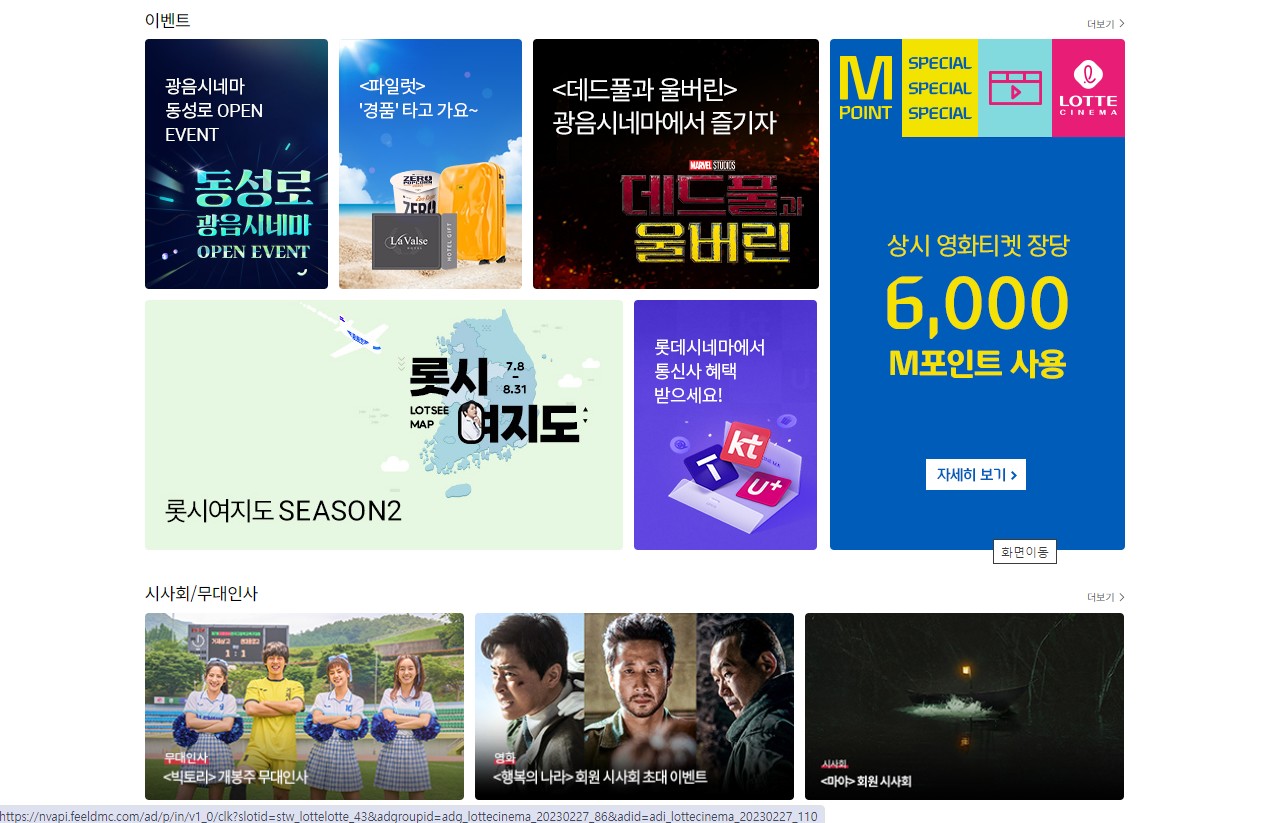 이벤트
더보기 >
광음시네마
동성로 OPEN
EVENT
동성로
광음시네마
OPEN EVENT
<파일럿>
'경품' 타고 가요~
ZERO
POPCORN
ZERO
LaValse
HOTEL
HOTEL GIFT
<데드풀과 울버린>
광음시네마에서 즐기자
MARVEL STUDIOS
데드풀과
울버린
M
POINT
SPECIAL
SPECIAL
SPECIAL
LOTTE
CINEMA
상시 영화티켓 장당
6,000
M포인트 사용
자세히 보기 >
롯시
7.8
–
8.31
LOTSEE
MAP
여지도
롯시여지도 SEASON2
롯데시네마에서
통신사 혜택
받으세요!
kt
T
U+
화면이동
시사회/무대인사
더보기 >
1:1
무대인사
<빅토리> 개봉주 무대인사
영화
<행복의 나라> 회원 시사회 초대 이벤트
시사회
<마야> 회원 시사회
https://nvapi.feeldmc.com/ad/p/in/v1_0/clk?slotid=stw_lottelotte_43&adgroupid=adq_lottecinema_20230227_86&adid=adi_lottecinema_20230227_110